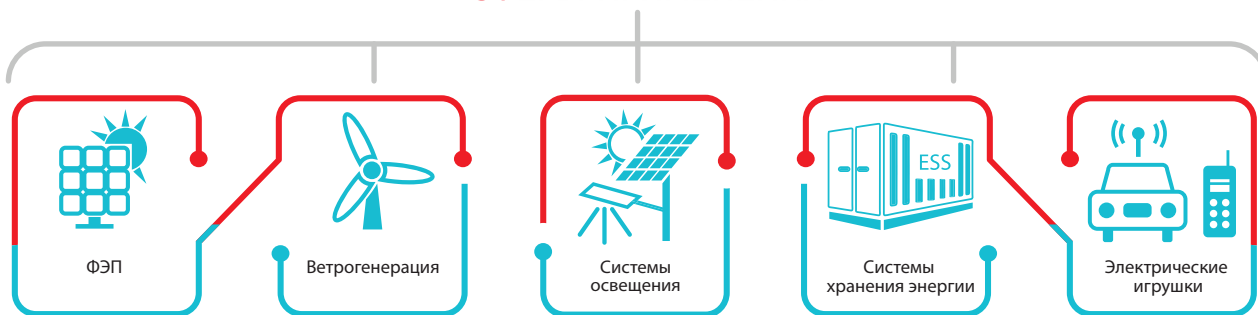 ESS
ФЭП
Ветрогенерация
Системы
освещения
Системы
хранения энергии
Электрические
игрушки